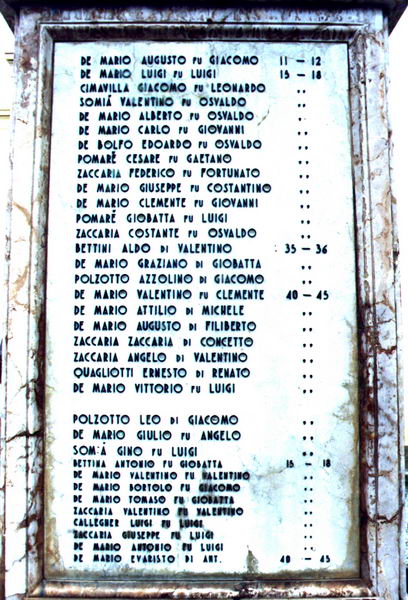 DE MARIO AUGUSTO FU GIACOMO 11 – 12
DE MARIO LUIGI FU LUIGI 15 – 18
CIMAVILLA GIACOMO FU LEONARDO ,,
SOMIÁ VALENTINO FU OSVALDO ,,
DE MARIO ALBERTO FU OSVALDO ,,
DE MARIO CARLO FU GIOVANNI ,,
DE BOLFO EDOARDO FU OSVALDO ,,
POMARÉ CESARE FU GAETANO ,,
ZACCARIA FEDERICO FU FORTUNATO ,,
DE MARIO GIUSEPPE FU COSTANTINO ,,
DE MARIO CLEMENTE FU GIOVANNI ,,
POMARÉ GIOBATTA FU LUIGI ,,
ZACCARIA COSTANTE FU OSVALDO ,,
BETTINI ALDO DI VALENTINO 35 – 36
DE MARIO GRAZIANO DI GIOBATTA ,,
POLZOTTO AZZOLINO DI GIACOMO ,,
DE MARIO VALENTINO FU CLEMENTE 40 – 45
DE MARIO ATTILIO DI MICHELE ,,
DE MARIO AUGUSTO DI FILIBERTO ,,
ZACCARIA ZACCARIA DI CONCETTO ,,
ZACCARIA ANGELO DI VALENTINO ,,
QUAGLIOTTI ERNESTO DI RENATO ,,
DE MARIO VITTORIO FU LUIGI ,,
POLZOTTO LEO DI GIACOMO ,,
DE MARIO GIULIO FU ANGELO ,,
SOMIÁ GINO FU LUIGI ,,
BETTINA ANTONIO FU GIOBATTA 15 – 18
DE MARIO VALENTINO FU VALENTINO ,,
DE MARIO BORTOLO FU GIACOMO ,,
DE MARIO TOMASO FU GIOBATTA ,,
ZACCARIA VALENTINO FU VALENTINO ,,
CALLEGHER LUIGI FU LUIGI ,,
ZACCARIA GIUSEPPE FU LUIGI ,,
DE MARIO ANTONIO FU LUIGI ,,
DE MARIO EVARISTO DI ANT. 40 – 45